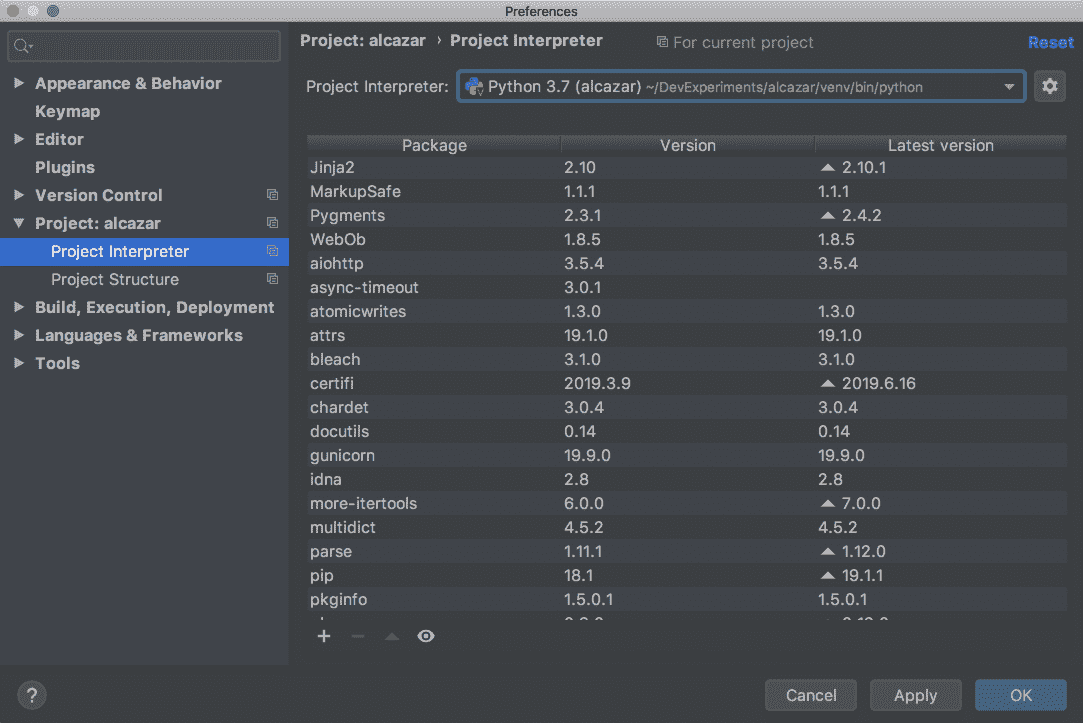 Preferences
Project: alcazar › Project Interpreter For current project Reset
Appearance & Behavior
Keymap
Editor
Plugins
Version Control
Project: alcazar
Project Interpreter
Project Structure
Build, Execution, Deployment
Languages & Frameworks
Tools
Project Interpreter: Python 3.7 (alcazar) ~/DevExperiments/alcazar/venv/bin/python
Package Version Latest version
Jinja2 2.10 2.10.1
MarkupSafe 1.1.1 1.1.1
Pygments 2.3.1 2.4.2
WebOb 1.8.5 1.8.5
aiohttp 3.5.4 3.5.4
async-timeout 3.0.1
atomicwrites 1.3.0 1.3.0
attrs 19.1.0 19.1.0
bleach 3.1.0 3.1.0
certifi 2019.3.9 2019.6.16
chardet 3.0.4 3.0.4
docutils 0.14 0.14
gunicorn 19.9.0 19.9.0
idna 2.8 2.8
more-itertools 6.0.0 7.0.0
multidict 4.5.2 4.5.2
parse 1.11.1 1.12.0
pip 18.1 19.1.1
pkginfo 1.5.0.1 1.5.0.1
? Cancel Apply OK